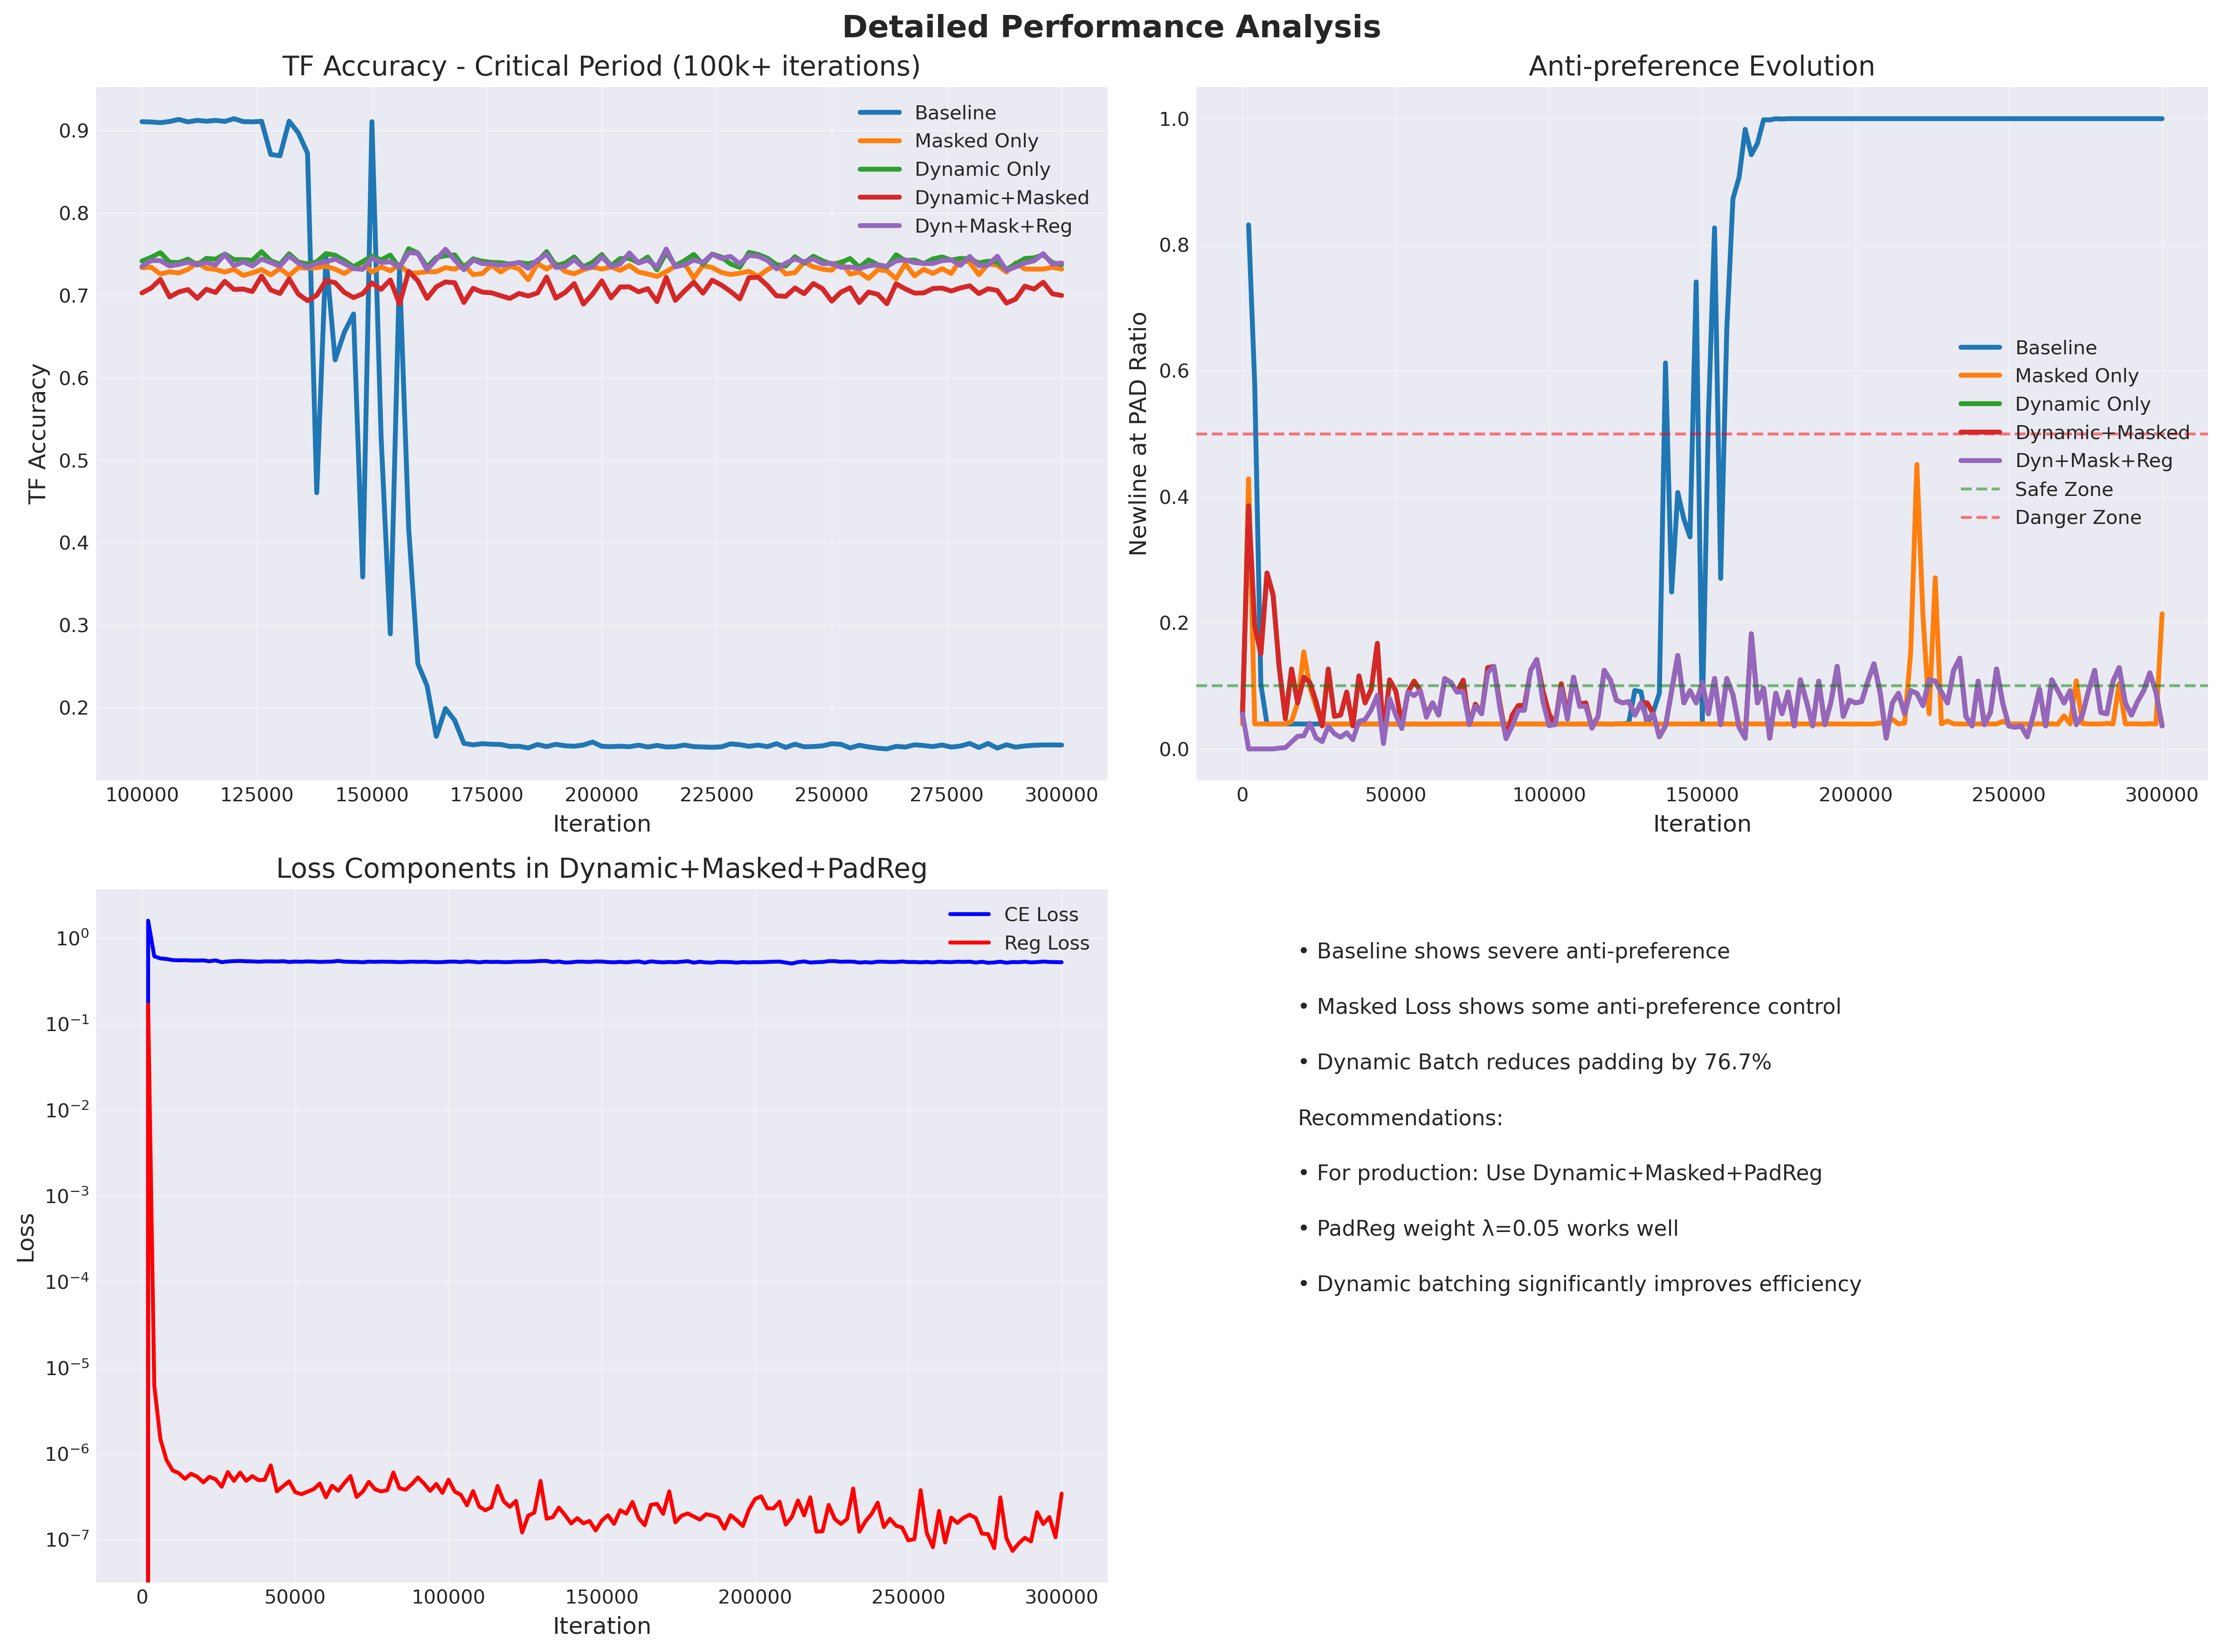 Detailed Performance Analysis
TF Accuracy - Critical Period (100k+ iterations)
0.9
0.8
0.7
0.6
0.5
0.4
0.3
0.2
TF Accuracy
Baseline
Masked Only
Dynamic Only
Dynamic+Masked
Dyn+Mask+Reg
100000 125000 150000 175000 200000 225000 250000 275000 300000
Iteration
Anti-preference Evolution
1.0
0.8
0.6
0.4
0.2
0.0
Newline at PAD Ratio
Baseline
Masked Only
Dynamic Only
Dynamic+Masked
Dyn+Mask+Reg
Safe Zone
Danger Zone
0 50000 100000 150000 200000 250000 300000
Iteration
Loss Components in Dynamic+Masked+PadReg
10⁰
10⁻¹
10⁻²
10⁻³
10⁻⁴
10⁻⁵
10⁻⁶
10⁻⁷
Loss
CE Loss
Reg Loss
0 50000 100000 150000 200000 250000 300000
Iteration
• Baseline shows severe anti-preference
• Masked Loss shows some anti-preference control
• Dynamic Batch reduces padding by 76.7%
Recommendations:
• For production: Use Dynamic+Masked+PadReg
• PadReg weight λ=0.05 works well
• Dynamic batching significantly improves efficiency